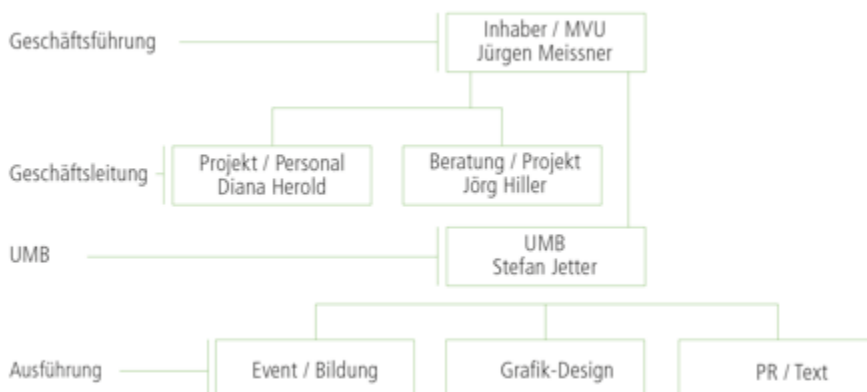 Geschäftsführung
Inhaber / MVU
Jürgen Meissner
Geschäftsleitung
Projekt / Personal
Diana Herold
Beratung / Projekt
Jörg Hiller
UMB
UMB
Stefan Jetter
Ausführung
Event / Bildung
Grafik-Design
PR / Text